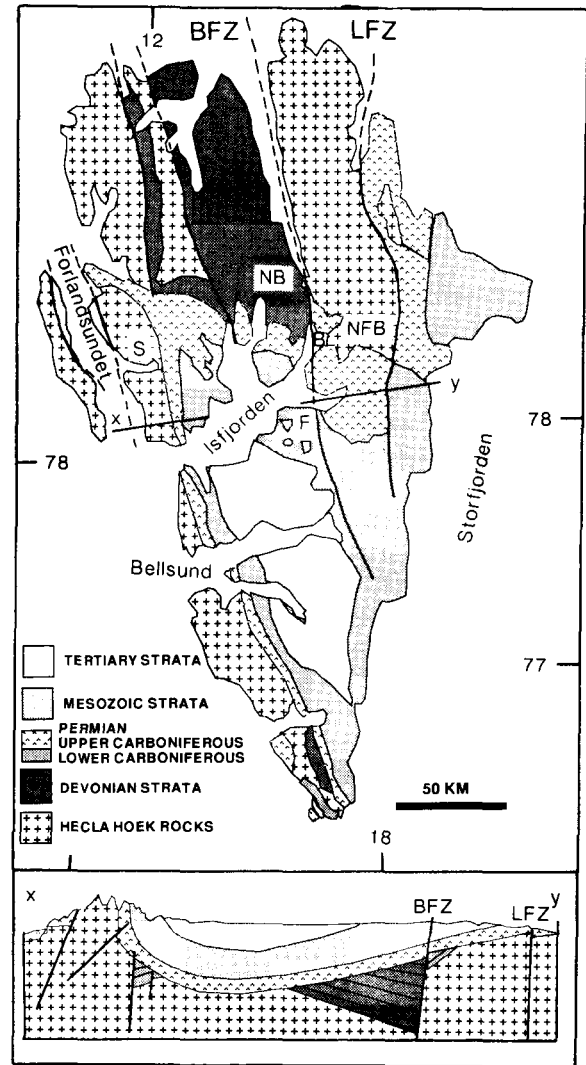 12
BFZ
LFZ
Forlandsundet
NB
NFB
B
S
x
y
Isfjorden
F
78
78
Storfjorden
Bellsund
77
TERTIARY STRATA
MESOZOIC STRATA
PERMIAN
UPPER CARBONIFEROUS
LOWER CARBONIFEROUS
DEVONIAN STRATA
HECLA HOEK ROCKS
50 KM
18
x
BFZ
LFZ
y